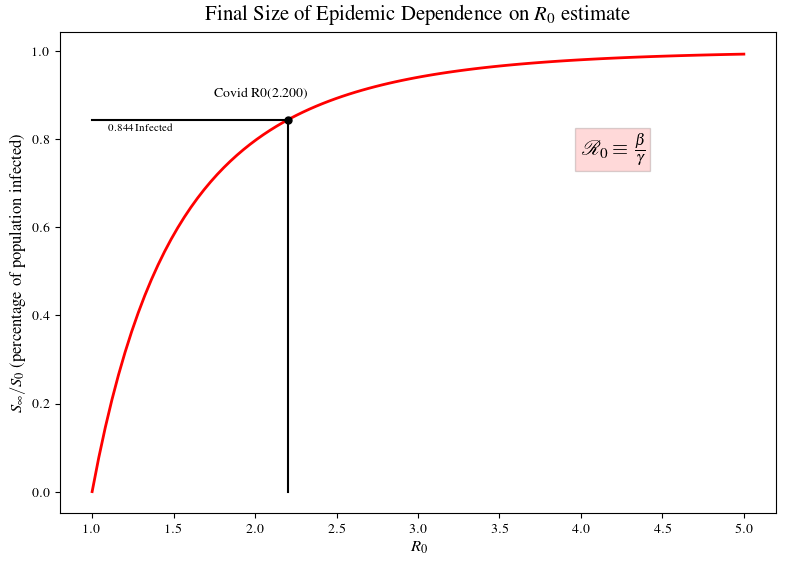 Final Size of Epidemic Dependence on $R_0$ estimate
1.0
0.8
0.6
0.4
0.2
0.0
$S_\infty/S_0$ (percentage of population infected)
Covid R0(2.200)
0.844 Infected
$\mathscr{R}_0 \equiv \frac{\beta}{\gamma}$
1.0 1.5 2.0 2.5 3.0 3.5 4.0 4.5 5.0
$R_0$